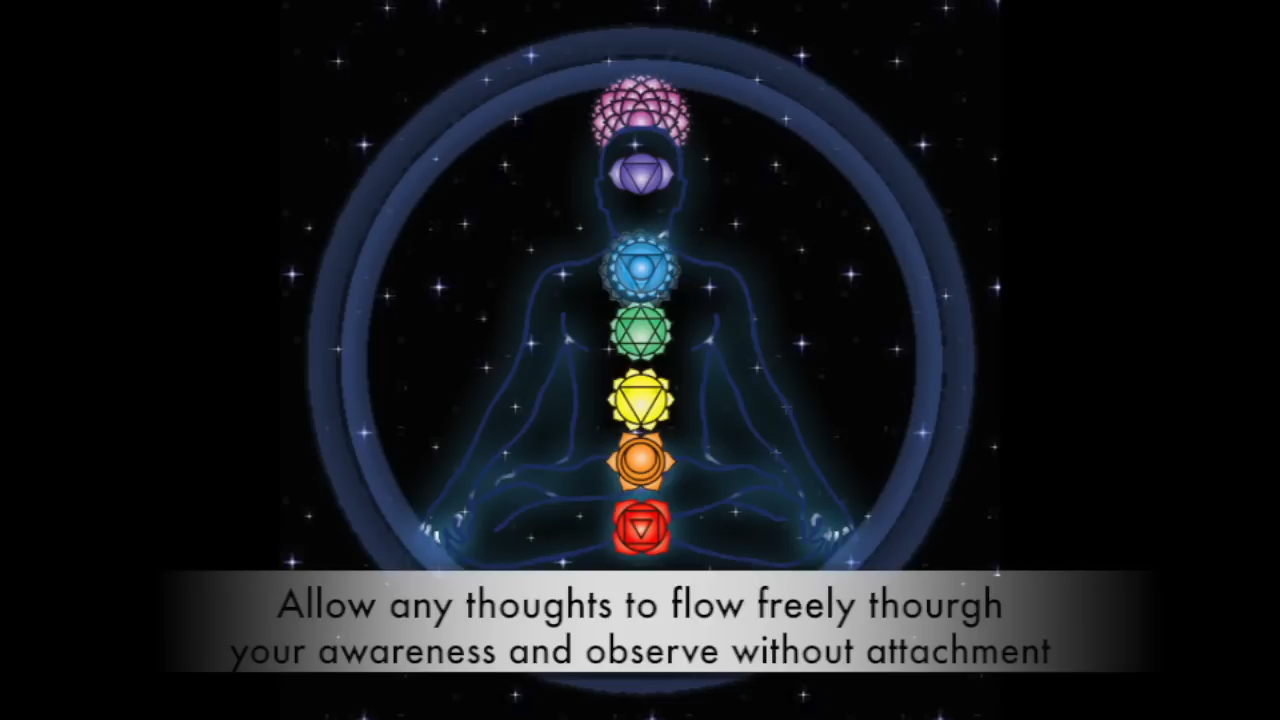 Allow any thoughts to flow freely thourgh
your awareness and observe without attachment